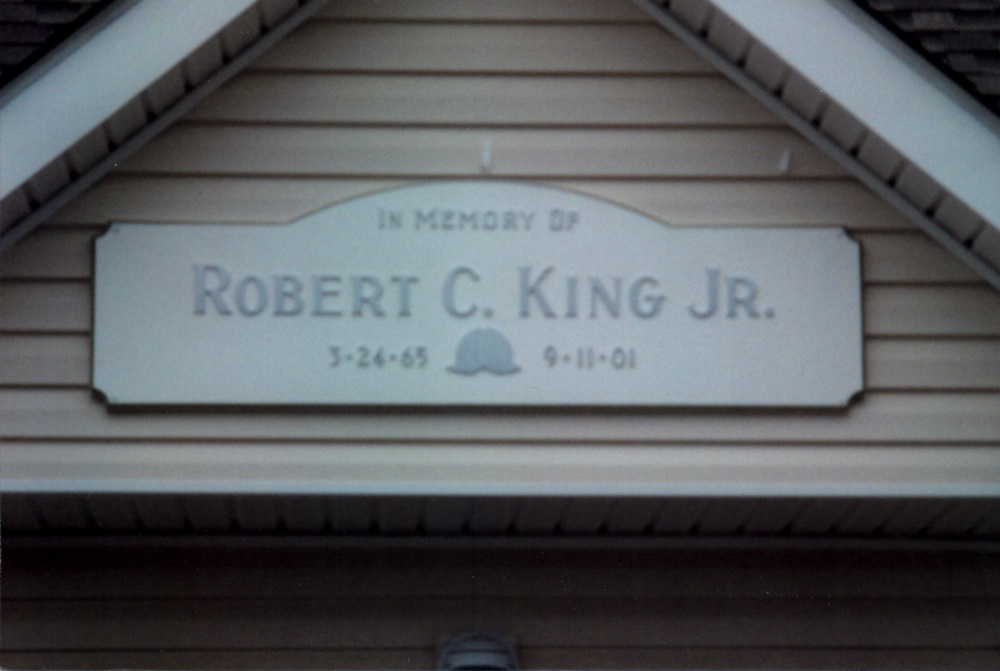 IN MEMORY OF
ROBERT C. KING JR.
3-24-65 9-11-01